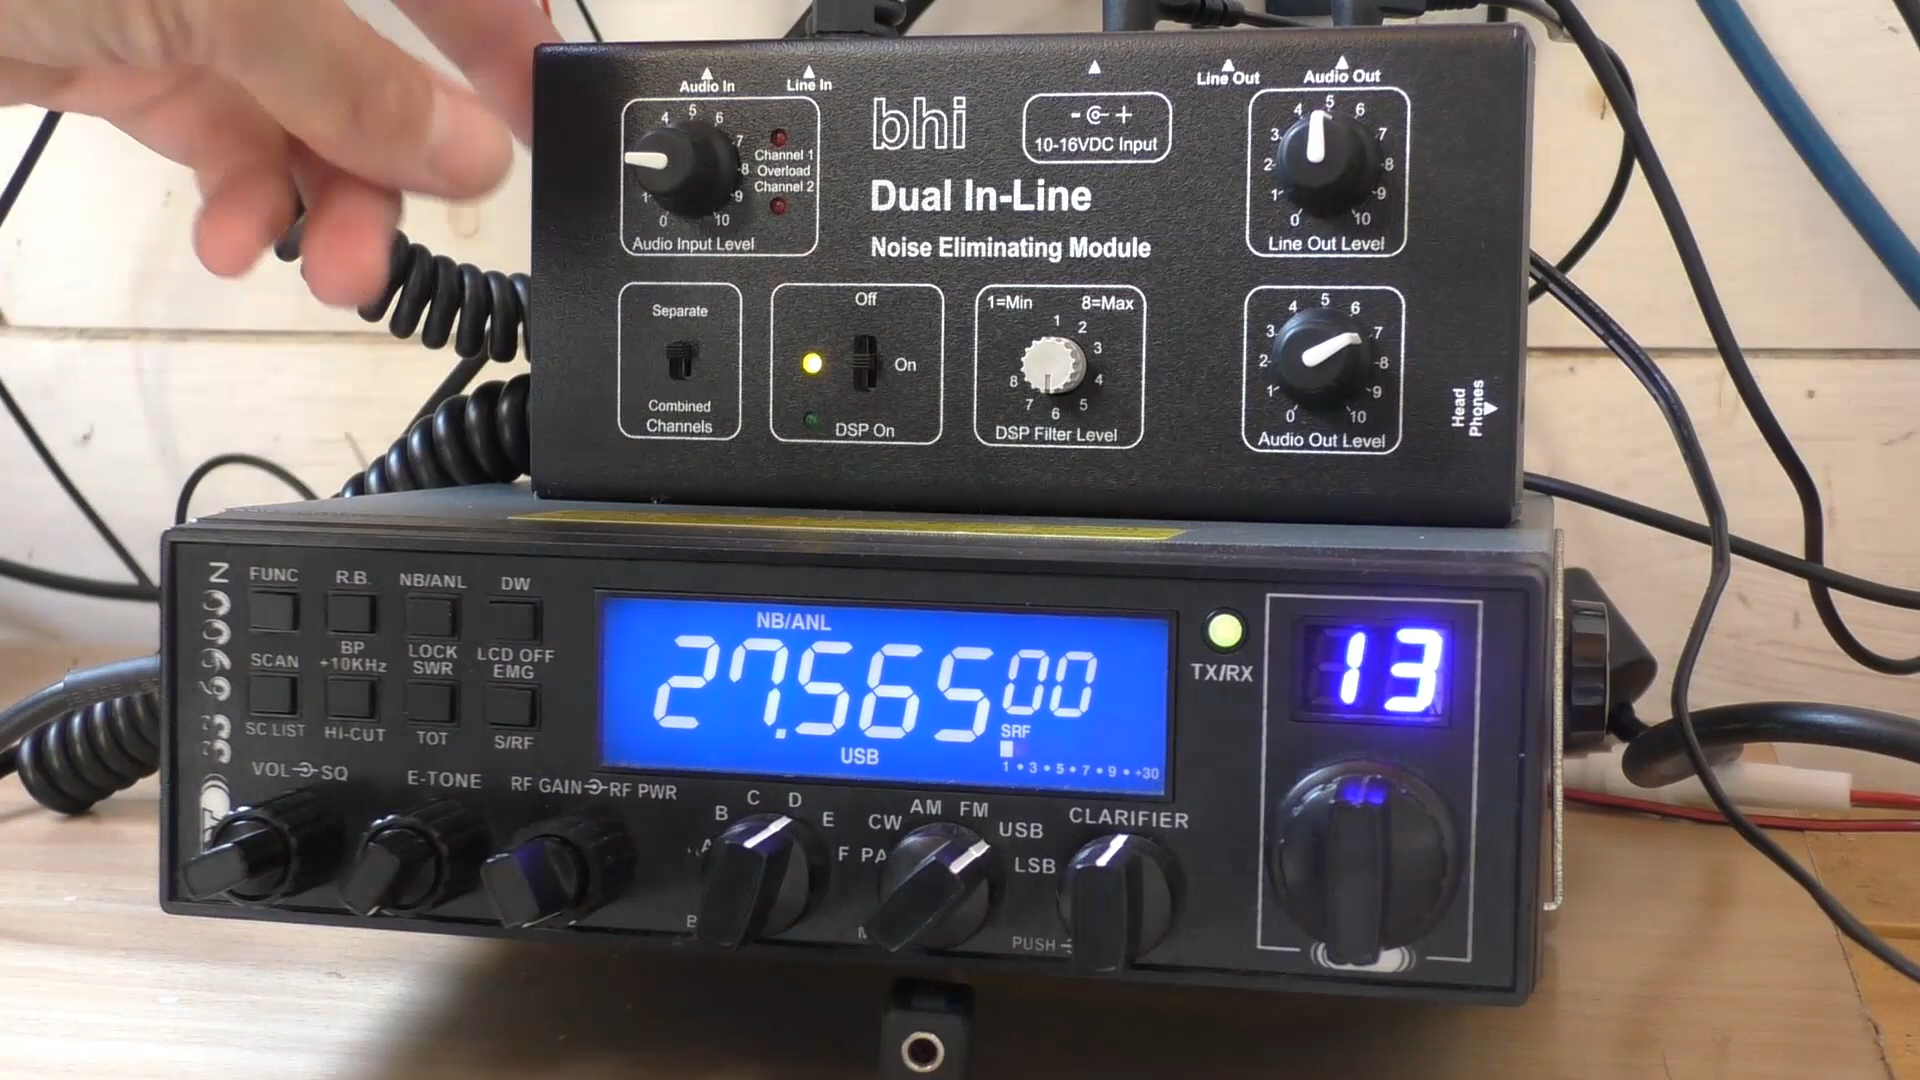 Audio In
Line In
Line Out
Audio Out
4 5 6 7 8 9 10 0 1
Channel 1
Overload
Channel 2
Audio Input Level
bhi
- +
10-16VDC Input
Dual In-Line
Noise Eliminating Module
0 1 2 3 4 5 6 7 8 9 10
Line Out Level
Separate
Combined
Channels
Off
On
DSP On
1=Min 8=Max
1 2 3 4 5 6 7 8
DSP Filter Level
0 1 2 3 4 5 6 7 8 9 10
Audio Out Level
Head
Phones
FUNC R.B. NB/ANL DW
SCAN BP +10KHz LOCK SWR LCD OFF EMG
SC LIST HI-CUT TOT S/RF
NB/ANL
27.56500
SRF
USB
1 • 3 • 5 • 7 • 9 • +30
TX/RX
13
VOL SQ
E-TONE
RF GAIN RF PWR
A B C D E F
PA CW AM FM USB LSB
CLARIFIER
PUSH